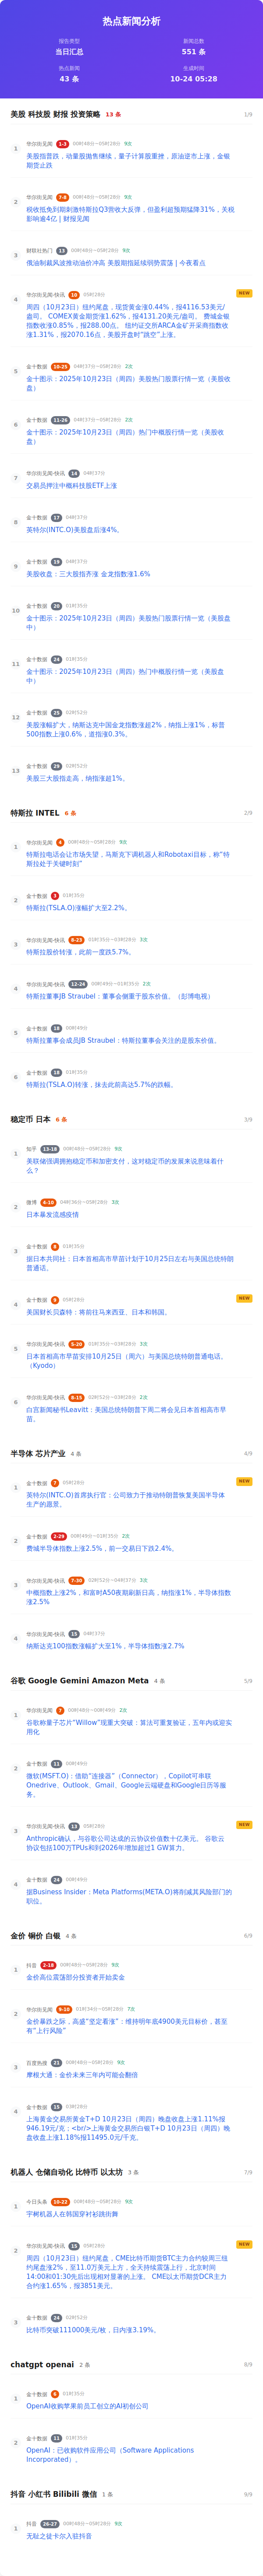 热点新闻分析
报告类型
新闻总数
当日汇总
551 条
热点新闻
生成时间
43 条
10-24 05:28
美股 科技股 财报 投资策略 13 条 1/9
1
华尔街见闻 1-3 00时48分~05时28分 9次
美股指普跌，动量股抛售继续，量子计算股重挫，原油逆市上涨，金银期货止跌
2
华尔街见闻 7-8 00时48分~05时28分 9次
税收抵免到期刺激特斯拉Q3营收大反弹，但盈利超预期猛降31%，关税影响逾4亿 | 财报见闻
3
财联社热门 13 00时48分~05时28分 9次
俄油制裁风波推动油价冲高 美股期指延续弱势震荡 | 今夜看点
NEW
4
华尔街见闻-快讯 10 05时28分
周四（10月23日）纽约尾盘，现货黄金涨0.44%，报4116.53美元/
盎司。 COMEX黄金期货涨1.62%，报4131.20美元/盎司。 费城金银
指数收涨0.85%，报288.00点。 纽约证交所ARCA金矿开采商指数收
涨1.31%，报2070.16点，美股开盘时“跳空”上涨。
5
金十数据 10-25 04时37分~05时28分 2次
金十图示：2025年10月23日（周四）美股热门股票行情一览（美股收
盘）
6
金十数据 11-26 04时37分~05时28分 2次
金十图示：2025年10月23日（周四）热门中概股行情一览（美股收
盘）
7
华尔街见闻-快讯 14 04时37分
交易员押注中概科技股ETF上涨
8
金十数据 17 04时37分
英特尔(INTC.O)美股盘后涨4%。
9
金十数据 19 04时37分
美股收盘：三大股指齐涨 金龙指数涨1.6%
10
金十数据 20 01时35分
金十图示：2025年10月23日（周四）美股热门股票行情一览（美股盘
中）
11
金十数据 24 01时35分
金十图示：2025年10月23日（周四）热门中概股行情一览（美股盘
中）
12
金十数据 25 02时52分
美股涨幅扩大，纳斯达克中国金龙指数涨超2%，纳指上涨1%，标普
500指数上涨0.6%，道指涨0.3%。
13
金十数据 29 02时52分
美股三大股指走高，纳指涨超1%。
特斯拉 INTEL 6 条 2/9
1
华尔街见闻 4 00时48分~05时28分 9次
特斯拉电话会让市场失望，马斯克下调机器人和Robotaxi目标，称“特
斯拉处于关键时刻”
2
金十数据 3 01时35分
特斯拉(TSLA.O)涨幅扩大至2.2%。
3
华尔街见闻-快讯 8-23 01时35分~03时28分 3次
特斯拉股价转涨，此前一度跌5.7%。
4
华尔街见闻-快讯 12-24 00时49分~01时35分 2次
特斯拉董事JB Straubel：董事会侧重于股东价值。（彭博电视）
5
金十数据 18 00时49分
特斯拉董事会成员JB Straubel：特斯拉董事会关注的是股东价值。
6
金十数据 18 01时35分
特斯拉(TSLA.O)转涨，抹去此前高达5.7%的跌幅。
稳定币 日本 6 条 3/9
1
知乎 13-18 00时48分~05时28分 9次
美联储强调拥抱稳定币和加密支付，这对稳定币的发展来说意味着什
么？
2
微博 4-10 04时36分~05时28分 3次
日本暴发流感疫情
3
金十数据 8 01时35分
据日本共同社：日本首相高市早苗计划于10月25日左右与美国总统特朗
普通话。
NEW
4
金十数据 9 05时28分
美国财长贝森特：将前往马来西亚、日本和韩国。
5
华尔街见闻-快讯 5-20 01时35分~03时28分 3次
日本首相高市早苗安排10月25日（周六）与美国总统特朗普通电话。
（Kyodo）
6
华尔街见闻-快讯 8-15 02时52分~03时28分 2次
白宫新闻秘书Leavitt：美国总统特朗普下周二将会见日本首相高市早
苗。
半导体 芯片产业 4 条 4/9
NEW
1
金十数据 7 05时28分
英特尔(INTC.O)首席执行官：公司致力于推动特朗普恢复美国半导体
生产的愿景。
2
金十数据 2-29 00时49分~01时35分 2次
费城半导体指数上涨2.5%，前一交易日下跌2.4%。
3
华尔街见闻-快讯 7-30 02时52分~04时37分 3次
中概指数上涨2%，和富时A50夜期刷新日高，纳指涨1%，半导体指数
涨2.5%
4
华尔街见闻-快讯 15 04时37分
纳斯达克100指数涨幅扩大至1%，半导体指数涨2.7%
谷歌 Google Gemini Amazon Meta 4 条 5/9
1
华尔街见闻 7 00时48分~00时49分 2次
谷歌称量子芯片“Willow”现重大突破：算法可重复验证，五年内或迎实
用化
2
金十数据 11 00时49分
微软(MSFT.O)：借助“连接器”（Connector），Copilot可串联
Onedrive、Outlook、Gmail、Google云端硬盘和Google日历等服
务。
NEW
3
华尔街见闻-快讯 13 05时28分
Anthropic确认，与谷歌公司达成的云协议价值数十亿美元。 谷歌云
协议包括100万TPUs和到2026年增加超过1 GW算力。
4
金十数据 24 00时49分
据Business Insider：Meta Platforms(META.O)将削减其风险部门的
职位。
金价 铜价 白银 4 条 6/9
1
抖音 2-18 00时48分~05时28分 9次
金价高位震荡部分投资者开始卖金
2
华尔街见闻 9-10 01时34分~05时28分 7次
金价暴跌之际，高盛“坚定看涨”：维持明年底4900美元目标价，甚至
有“上行风险”
3
百度热搜 21 00时48分~05时28分 9次
摩根大通：金价未来三年内可能会翻倍
4
金十数据 15 03时28分
上海黄金交易所黄金T+D 10月23日（周四）晚盘收盘上涨1.11%报
946.19元/克；<br/>上海黄金交易所白银T+D 10月23日（周四）晚
盘收盘上涨1.18%报11495.0元/千克。
机器人 仓储自动化 比特币 以太坊 3 条 7/9
1
今日头条 10-22 00时48分~05时28分 9次
宇树机器人在韩国穿衬衫跳街舞
NEW
2
华尔街见闻-快讯 15 05时28分
周四（10月23日）纽约尾盘，CME比特币期货BTC主力合约较周三纽
约尾盘涨2%，至11.0万美元上方，全天持续震荡上行，北京时间
14:00和01:30先后出现相对显著的上涨。 CME以太币期货DCR主力
合约涨1.65%，报3851美元。
3
金十数据 24 02时52分
比特币突破111000美元/枚，日内涨3.19%。
chatgpt openai 2 条 8/9
1
金十数据 6 01时35分
OpenAI收购苹果前员工创立的AI初创公司
2
金十数据 11 01时35分
OpenAI：已收购软件应用公司（Software Applications
Incorporated）。
抖音 小红书 Bilibili 微信 1 条 9/9
1
抖音 26-27 00时48分~05时28分 9次
无耻之徒卡尔入驻抖音